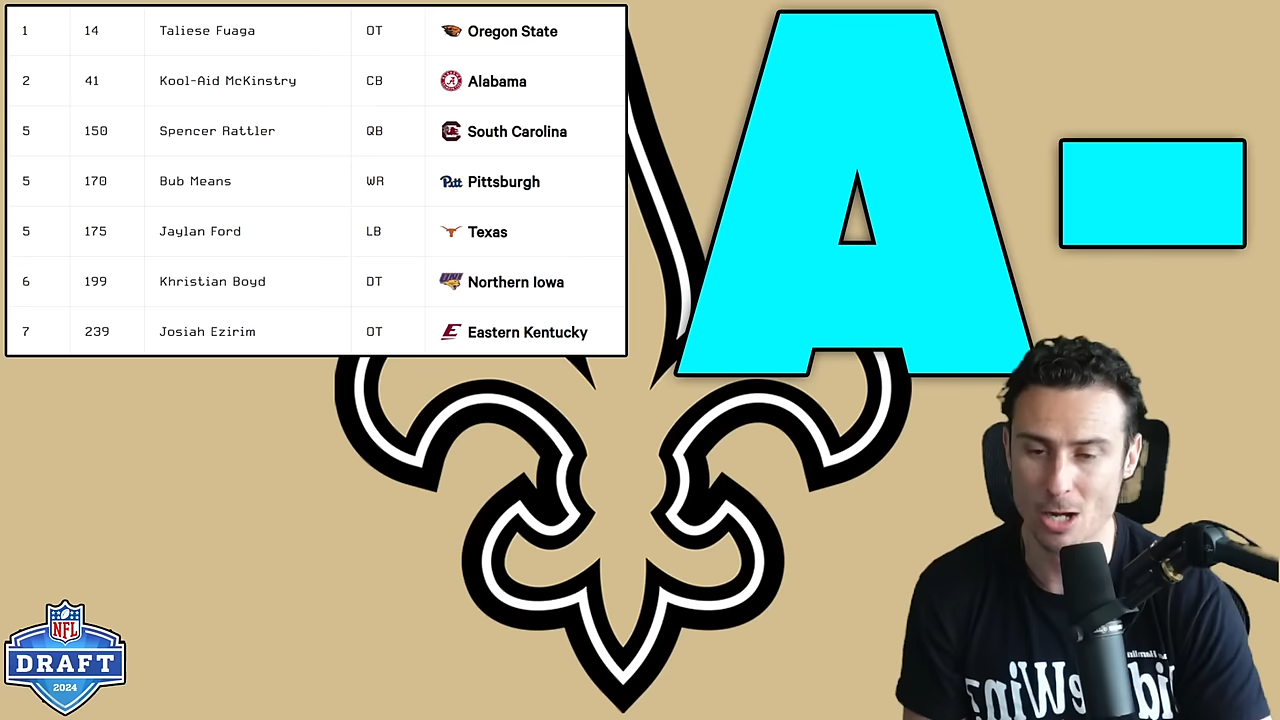 1 14 Taliese Fuaga OT Oregon State
2 41 Kool-Aid McKinstry CB Alabama
5 150 Spencer Rattler QB South Carolina
5 170 Bub Means WR Pitt Pittsburgh
5 175 Jaylan Ford LB Texas
6 199 Khristian Boyd DT UNI Northern Iowa
7 239 Josiah Ezirim OT E Eastern Kentucky
A-
NFL
DRAFT
2024